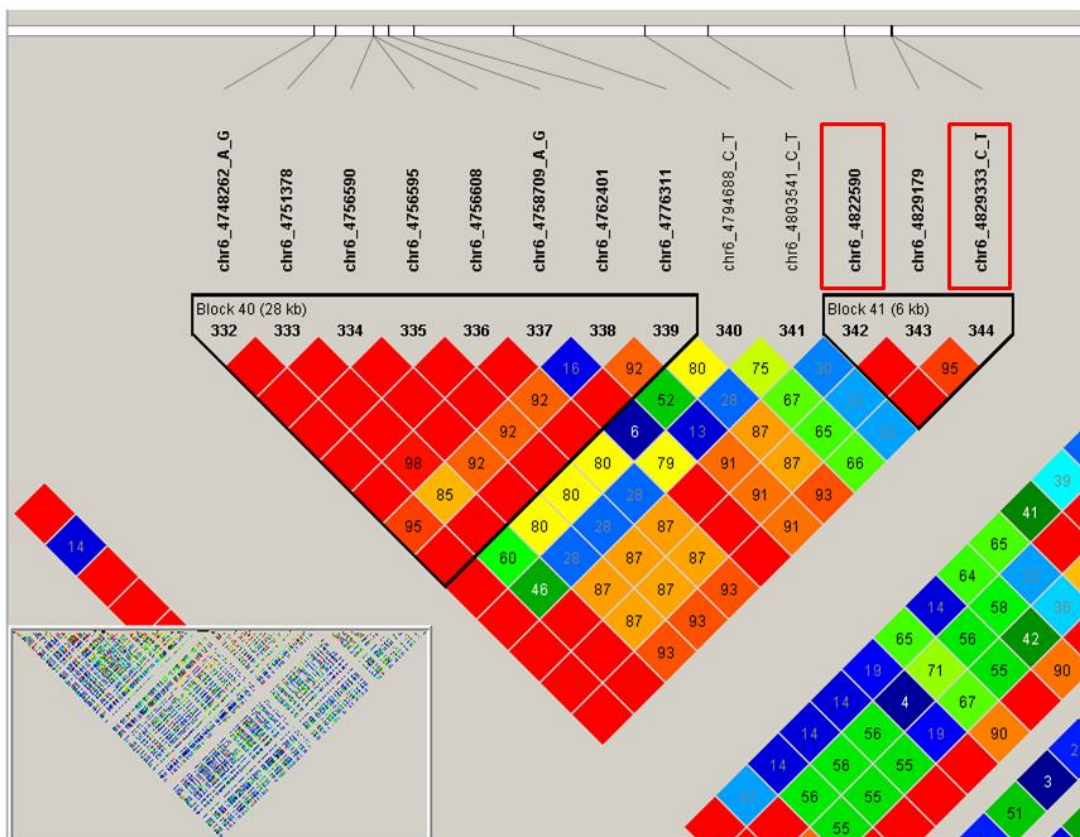 chr6_4748262_A_G
chr6_4751378
chr6_4756590
chr6_4756595
chr6_4756608
chr6_4758709_A_G
chr6_4762401
chr6_4776311
chr6_4794688_C_T
chr6_4803541_C_T
chr6_4822590
chr6_4829179
chr6_4829333_C_T
Block 40 (28 kb)
Block 41 (6 kb)
332 333 334 335 336 337 338 339 340 341 342 343 344
16 92 80 75 30 95
92 52 28 67
92 6 13 87 65
98 92 80 79 91 87 66
39
85 80 28 91 93
41
95 80 28 87 91
14 65
60 28 87 87
64
46 87 87 93
14 58 36
87 93
65 56 42
93
19 71 55 90
14 4 67
14 56 19 90
14 56 55
3
56 55
51
55